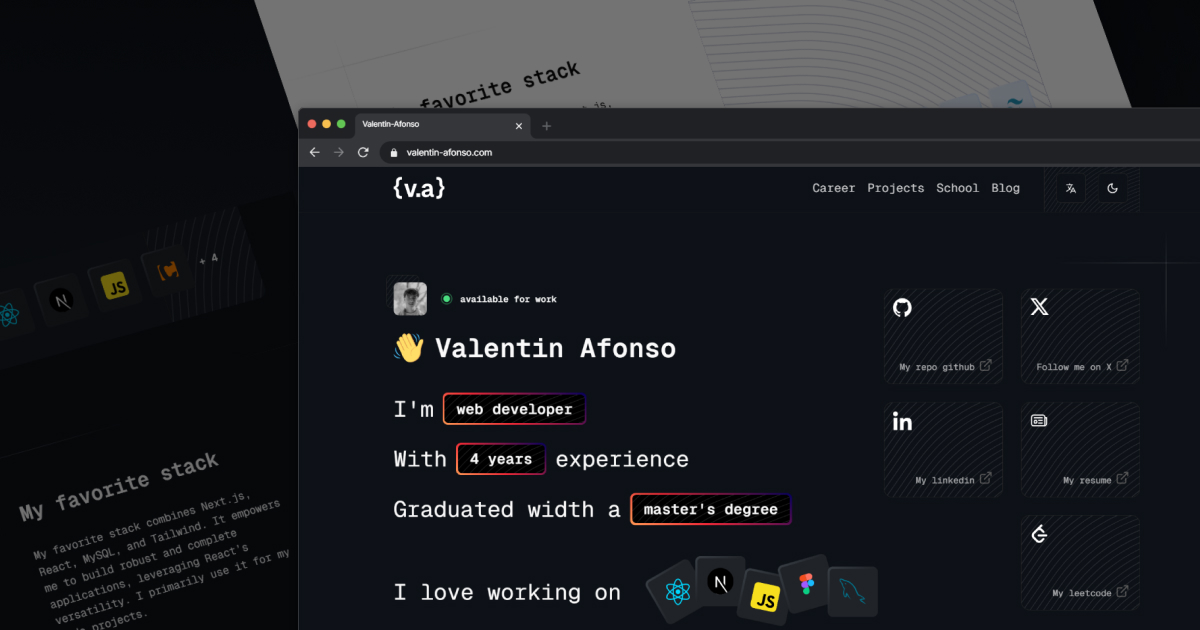 favorite stack
Valentin-Afonso
valentin-afonso.com
{v.a}
Career Projects School Blog
available for work
👋 Valentin Afonso
I'm web developer
With 4 years experience
Graduated width a master's degree
I love working on
N
JS
My repo github
Follow me on X
in
My linkedin
My resume
My leetcode
N
JS
+ 4
My favorite stack
My favorite stack combines Next.js,
React, MySQL, and Tailwind. It empowers
me to build robust and complete
applications, leveraging React's
versatility. I primarily use it for my
projects.